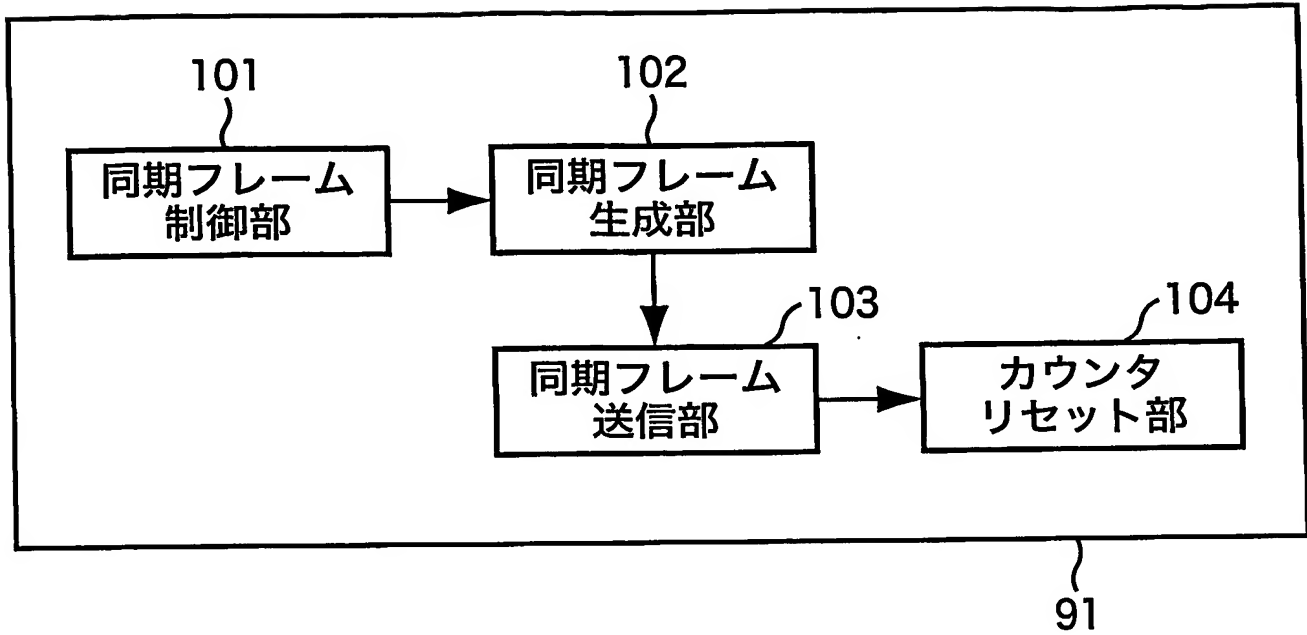 101
同期フレーム
制御部
102
同期フレーム
生成部
103
同期フレーム
送信部
104
カウンタ
リセット部
91